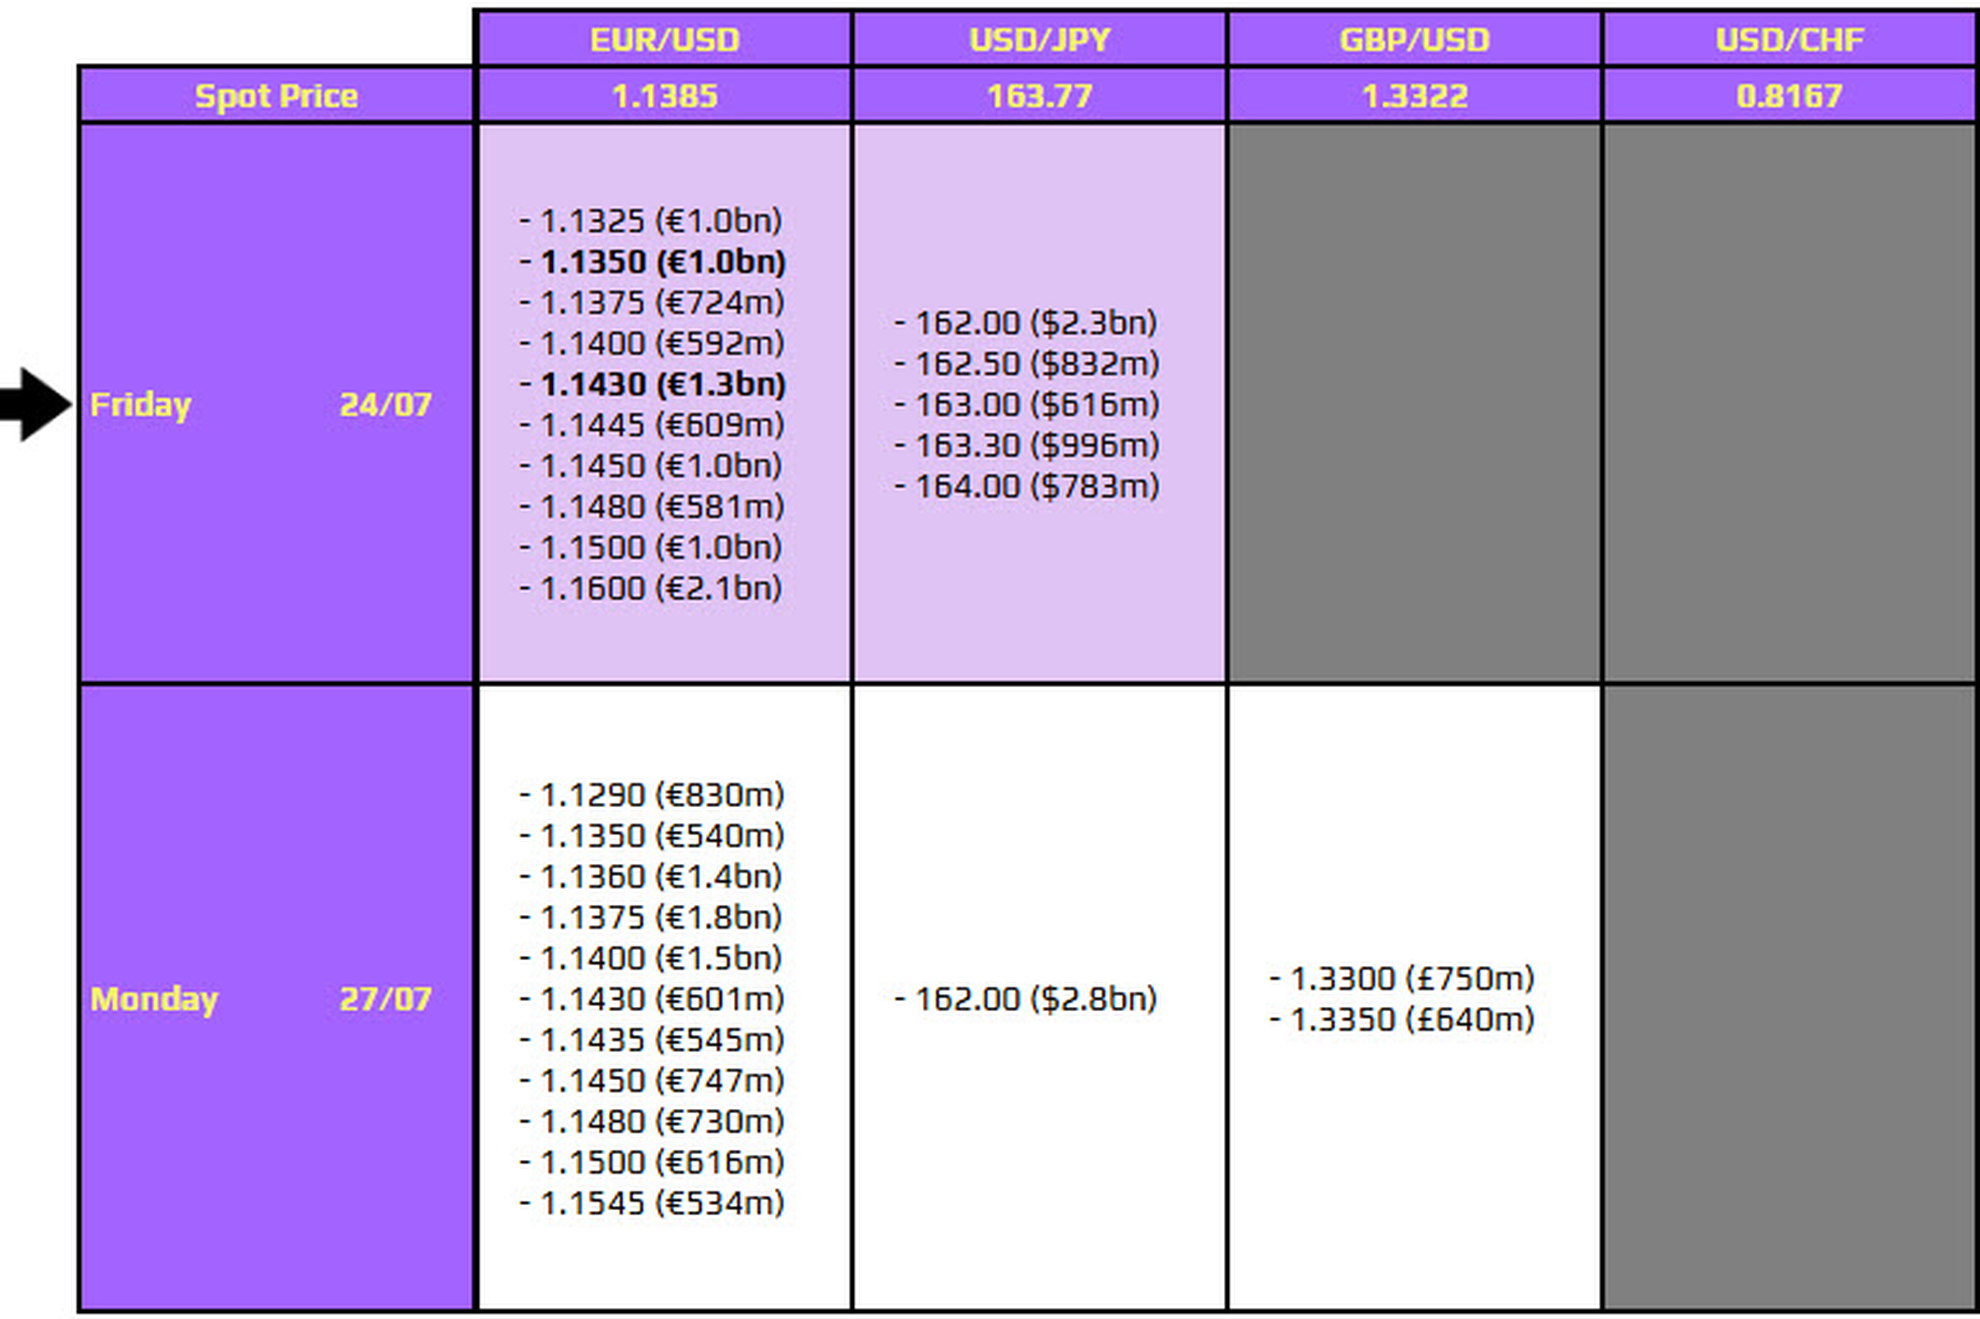 EUR/USD USD/JPY GBP/USD USD/CHF
Spot Price 1.1385 163.77 1.3322 0.8167
Friday 24/07
- 1.1325 (€1.0bn)
- 1.1350 (€1.0bn)
- 1.1375 (€724m)
- 1.1400 (€592m)
- 1.1430 (€1.3bn)
- 1.1445 (€609m)
- 1.1450 (€1.0bn)
- 1.1480 (€581m)
- 1.1500 (€1.0bn)
- 1.1600 (€2.1bn)
- 162.00 ($2.3bn)
- 162.50 ($832m)
- 163.00 ($616m)
- 163.30 ($996m)
- 164.00 ($783m)
Monday 27/07
- 1.1290 (€830m)
- 1.1350 (€540m)
- 1.1360 (€1.4bn)
- 1.1375 (€1.8bn)
- 1.1400 (€1.5bn)
- 1.1430 (€601m)
- 1.1435 (€545m)
- 1.1450 (€747m)
- 1.1480 (€730m)
- 1.1500 (€616m)
- 1.1545 (€534m)
- 162.00 ($2.8bn)
- 1.3300 (£750m)
- 1.3350 (£640m)